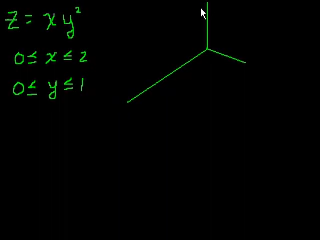 z = xy²
0 ≤ x ≤ 2
0 ≤ y ≤ 1